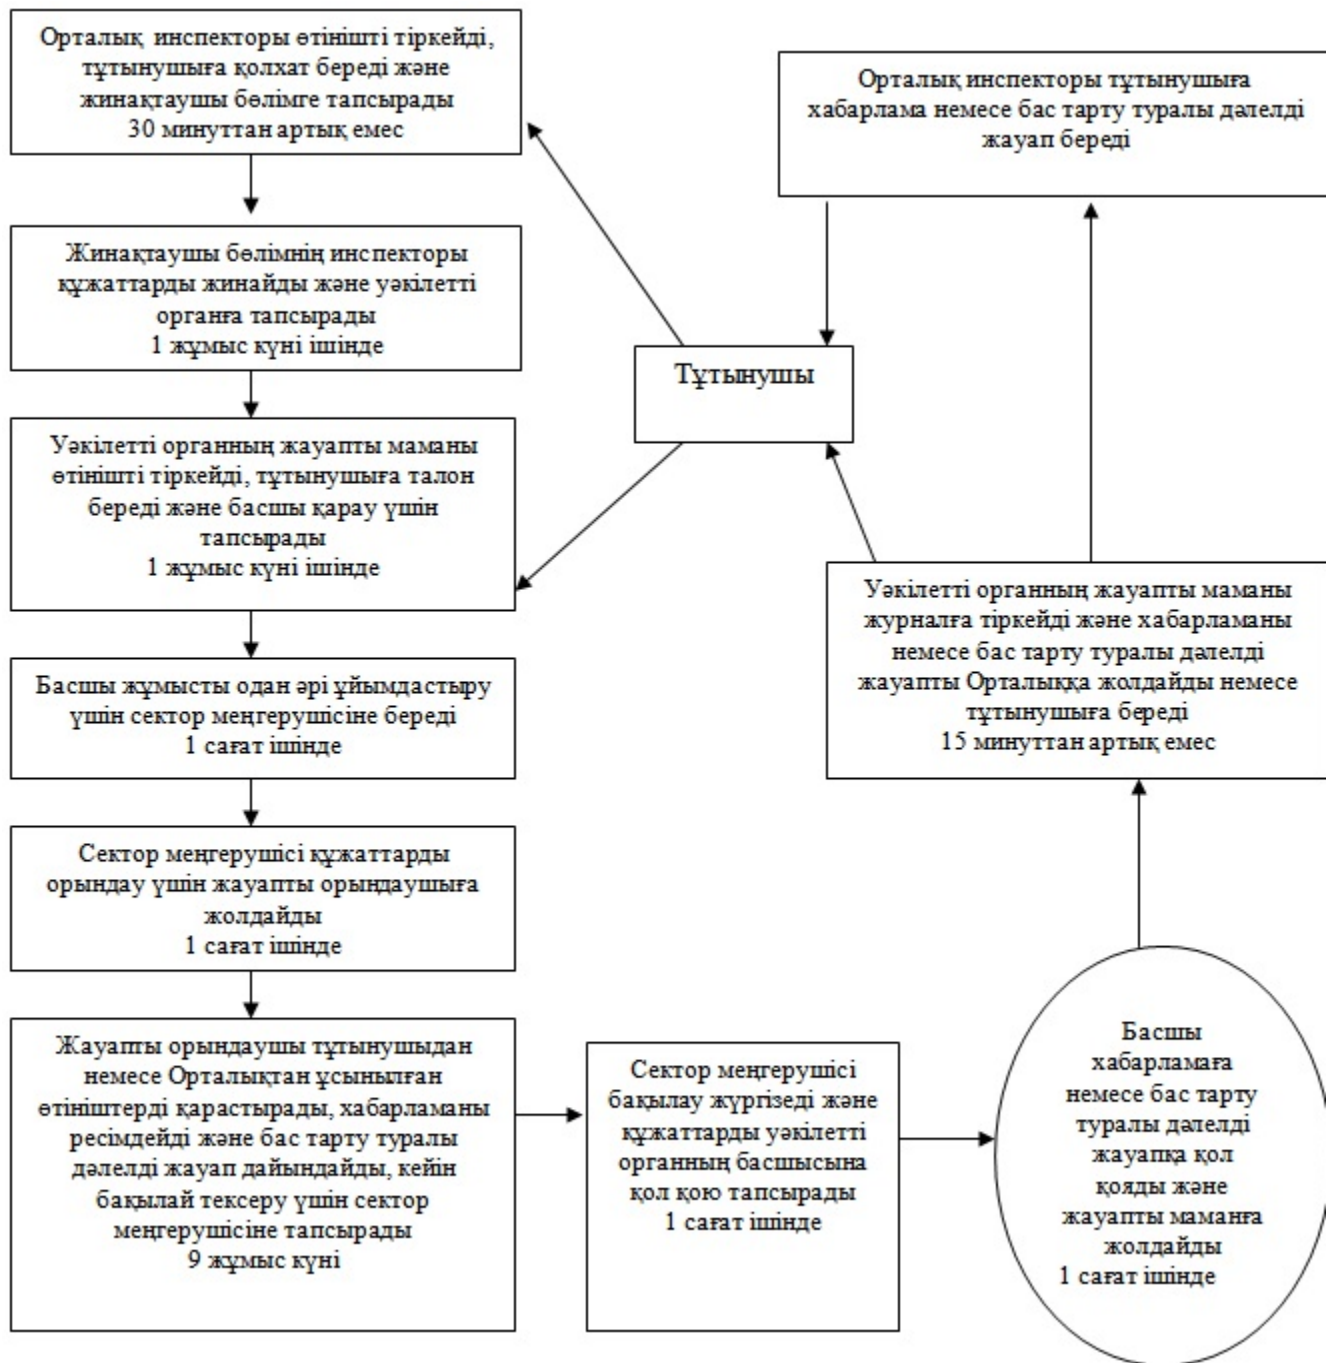 Орталық инспекторы өтінішті тіркейді,
тұтынушыға қолхат береді және
жинақтаушы бөлімге тапсырады
30 минуттан артық емес
Жинақтаушы бөлімнің инспекторы
құжаттарды жинайды және уәкілетті
органға тапсырады
1 жұмыс күні ішінде
Уәкілетті органның жауапты маманы
өтінішті тіркейді, тұтынушыға талон
береді және басшы қарау үшін
тапсырады
1 жұмыс күні ішінде
Басшы жұмысты одан әрі ұйымдастыру
үшін сектор меңгерушісіне береді
1 сағат ішінде
Сектор меңгерушісі құжаттарды
орындау үшін жауапты орындаушыға
жолдайды
1 сағат ішінде
Жауапты орындаушы тұтынушыдан
немесе Орталықтан ұсынылған
өтініштерді қарастырады, хабарламаны
ресімдейді және бас тарту туралы
дәлелді жауап дайындайды, кейін
бақылай тексеру үшін сектор
меңгерушісіне тапсырады
9 жұмыс күні
Сектор меңгерушісі
бақылау жүргізеді және
құжаттарды уәкілетті
органның басшысына
қол қою тапсырады
1 сағат ішінде
Басшы
хабарламаға
немесе бас тарту
туралы дәлелді
жауапқа қол
қояды және
жауапты маманға
жолдайды
1 сағат ішінде
Уәкілетті органның жауапты маманы
журналға тіркейді және хабарламаны
немесе бас тарту туралы дәлелді
жауапты Орталыққа жолдайды немесе
тұтынушыға береді
15 минуттан артық емес
Орталық инспекторы тұтынушыға
хабарлама немесе бас тарту туралы дәлелді
жауап береді
Тұтынушы